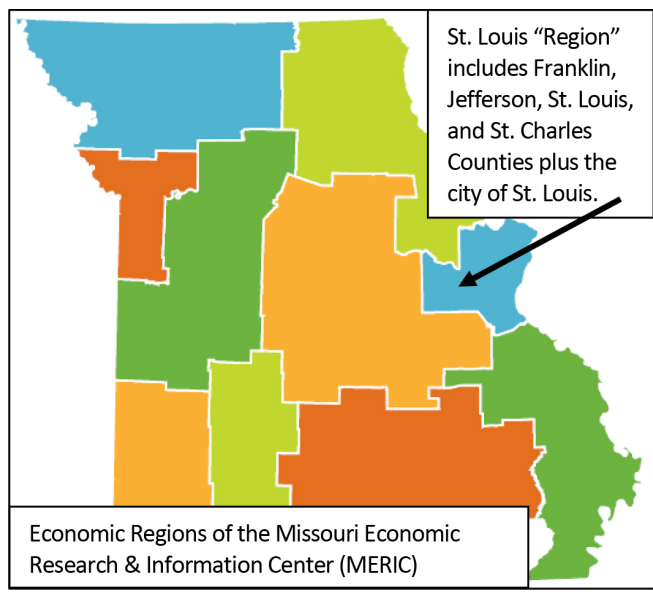 St. Louis “Region”
includes Franklin,
Jefferson, St. Louis,
and St. Charles
Counties plus the
city of St. Louis.
Economic Regions of the Missouri Economic
Research & Information Center (MERIC)